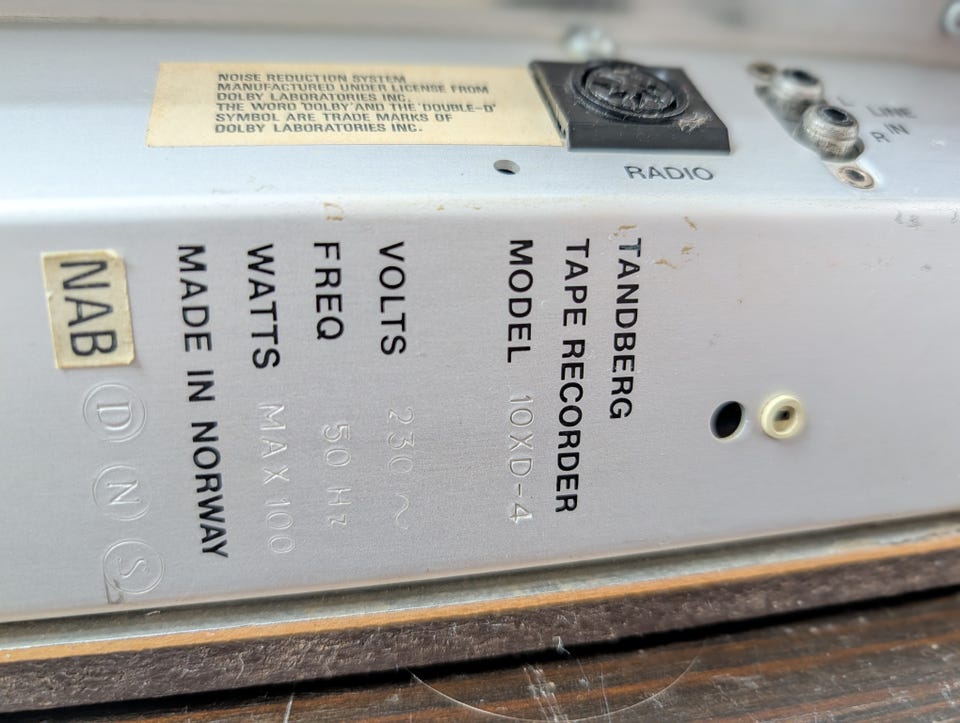 NOISE REDUCTION SYSTEM
MANUFACTURED UNDER LICENSE FROM
DOLBY LABORATORIES INC.
THE WORD 'DOLBY' AND THE 'DOUBLE-D'
SYMBOL ARE TRADE MARKS OF
DOLBY LABORATORIES INC.
RADIO
L
LINE
R IN
TANDBERG
TAPE RECORDER
MODEL 10XD-4
VOLTS 230 ~
FREQ 50 Hz
WATTS MAX 100
MADE IN NORWAY
NAB
D N S